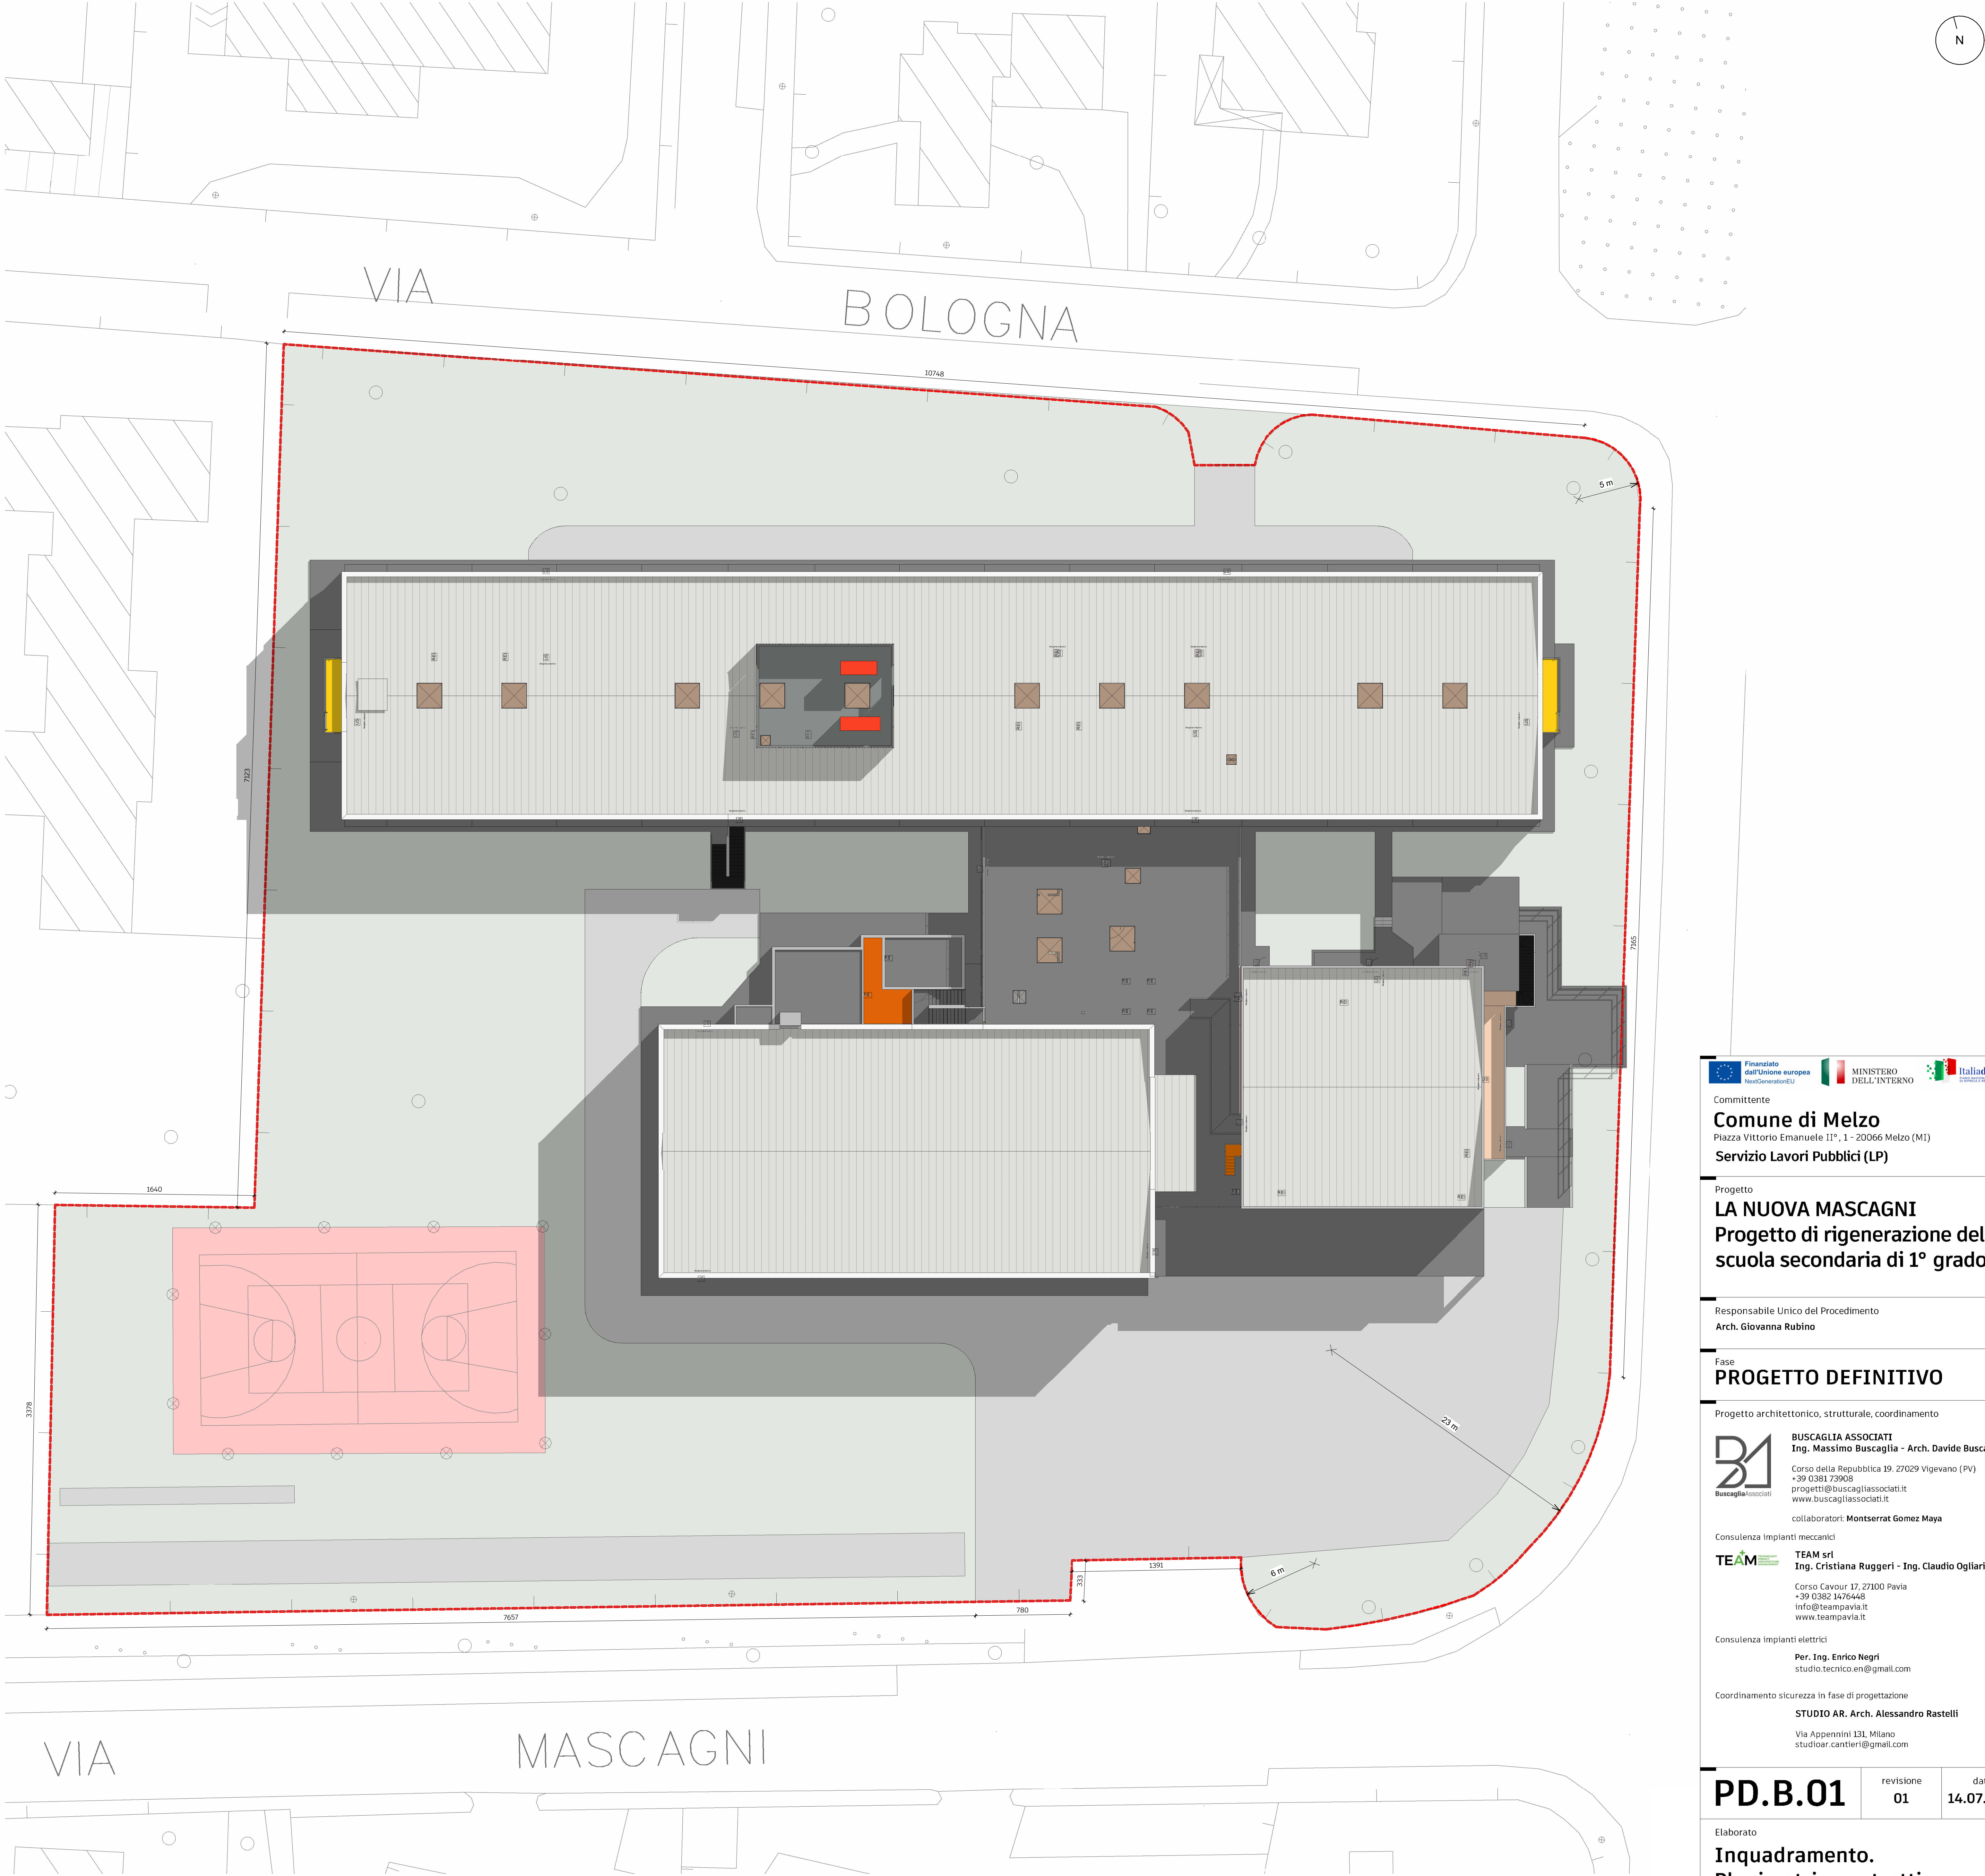 N
VIA
BOLOGNA
10748
5 m
7123
7165
1640
3378
23 m
1391
333
6 m
7657
780
VIA
MASCAGNI
Finanziato
dall'Unione europea
NextGenerationEU
MINISTERO
DELL'INTERNO
Committente
Comune di Melzo
Piazza Vittorio Emanuele II°, 1 - 20066 Melzo (MI)
Servizio Lavori Pubblici (LP)
Progetto
LA NUOVA MASCAGNI
Progetto di rigenerazione del
scuola secondaria di 1° grado
Responsabile Unico del Procedimento
Arch. Giovanna Rubino
Fase
PROGETTO DEFINITIVO
Progetto architettonico, strutturale, coordinamento
BuscagliaAssociati
BUSCAGLIA ASSOCIATI
Ing. Massimo Buscaglia - Arch. Davide Busc
Corso della Repubblica 19. 27029 Vigevano (PV)
+39 0381 73908
progetti@buscagliassociati.it
www.buscagliassociati.it
collaboratori: Montserrat Gomez Maya
Consulenza impianti meccanici
TEAM
TEAM srl
Ing. Cristiana Ruggeri - Ing. Claudio Ogliari
Corso Cavour 17, 27100 Pavia
+39 0382 1476448
info@teampavia.it
www.teampavia.it
Consulenza impianti elettrici
Per. Ing. Enrico Negri
studio.tecnico.en@gmail.com
Coordinamento sicurezza in fase di progettazione
STUDIO AR. Arch. Alessandro Rastelli
Via Appennini 131, Milano
studioar.cantieri@gmail.com
PD.B.01
revisione
01
14.07.
Elaborato
Inquadramento.